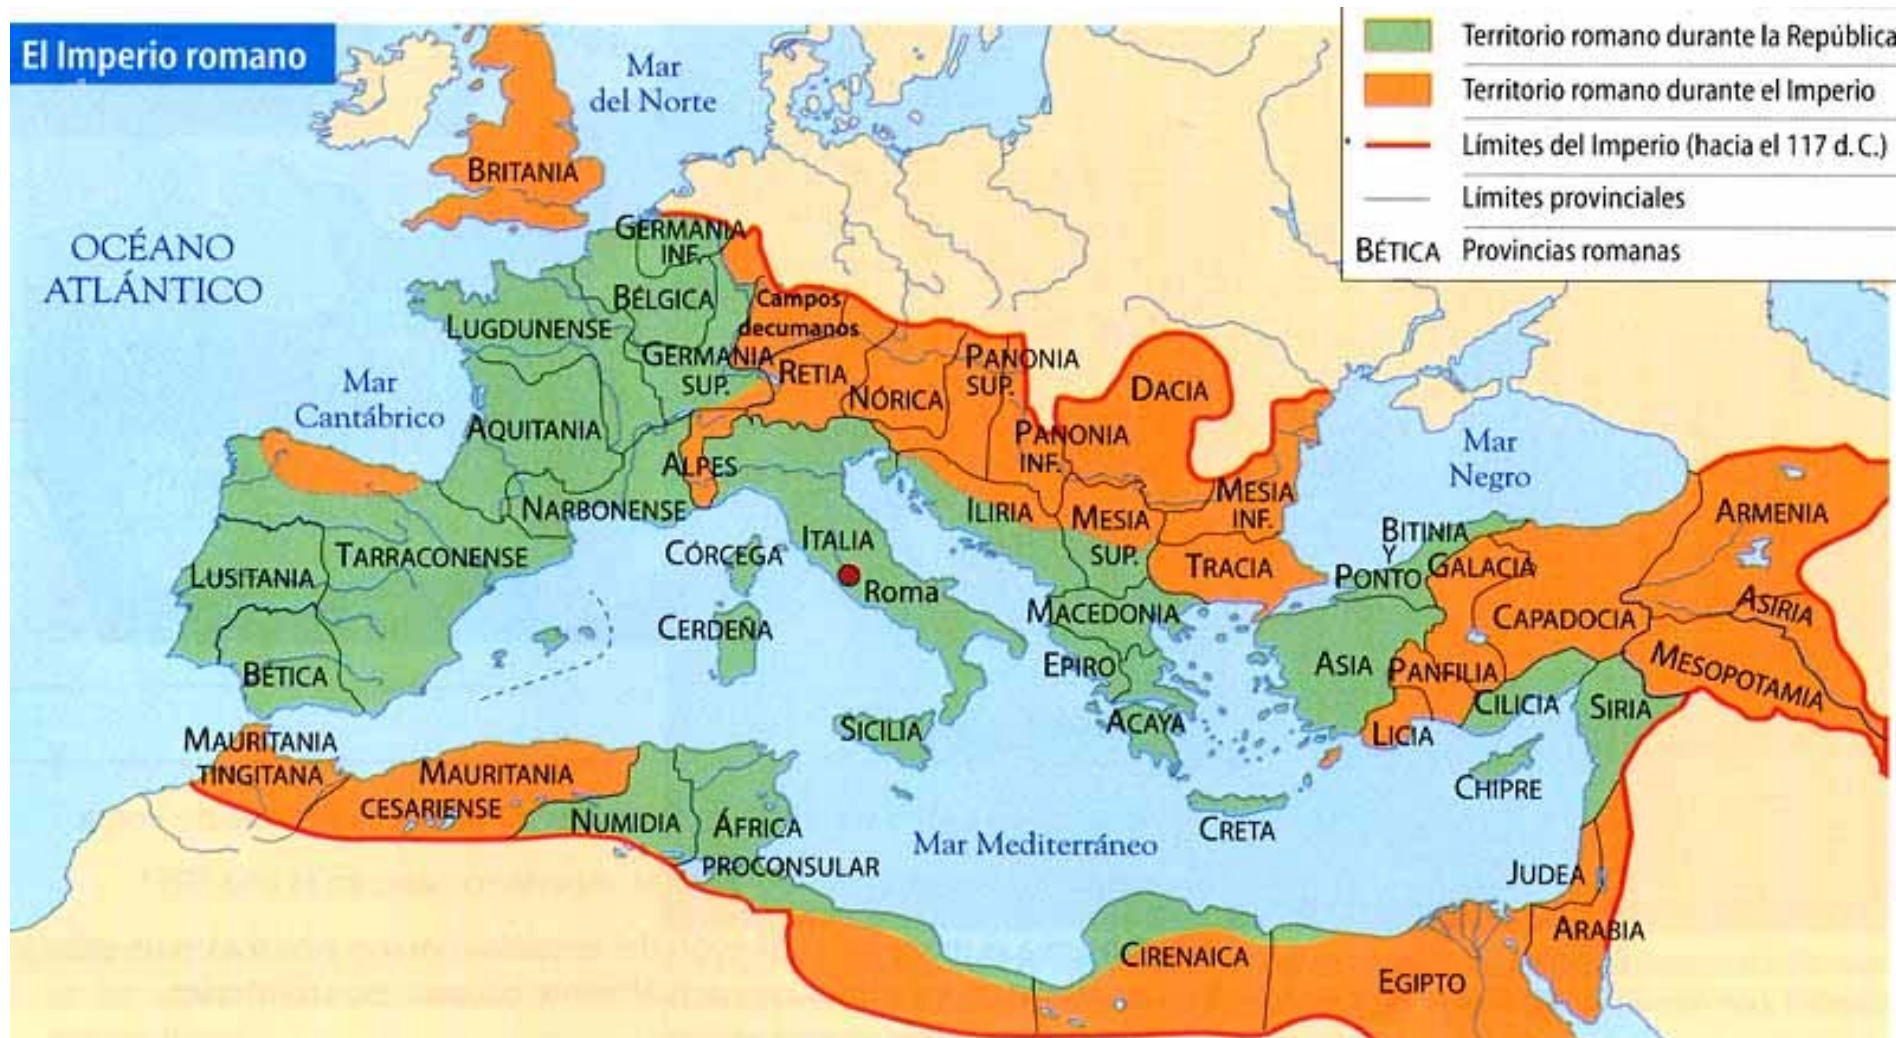 El Imperio romano
Territorio romano durante la República
Territorio romano durante el Imperio
Límites del Imperio (hacia el 117 d. C.)
Límites provinciales
BÉTICA Provincias romanas
Mar
del Norte
BRITANIA
OCÉANO
ATLÁNTICO
GERMANIA
INF.
BÉLGICA
Campos
decumanos
LUGDUNENSE
GERMANIA
SUP.
RETIA
NÓRICA
PANONIA
SUP.
DACIA
Mar
Cantábrico
AQUITANIA
PANONIA
INF.
Mar
Negro
ALPES
NARBONENSE
ILIRIA
MESIA
SUP.
MESIA
INF.
ARMENIA
TARRACONENSE
LUSITANIA
CÓRCEGA
ITALIA
Roma
TRACIA
BITINIA
Y
PONTO
GALACIA
CAPADOCIA
ASIRIA
CERDEÑA
MACEDONIA
EPIRO
ASIA
PANFILIA
MESOPOTAMIA
BÉTICA
SICILIA
ACAYA
LICIA
CILICIA
SIRIA
MAURITANIA
TINGITANA
MAURITANIA
CESARIENSE
NUMIDIA
ÁFRICA
PROCONSULAR
Mar Mediterráneo
CRETA
CHIPRE
JUDEA
CIRENAICA
ARABIA
EGIPTO